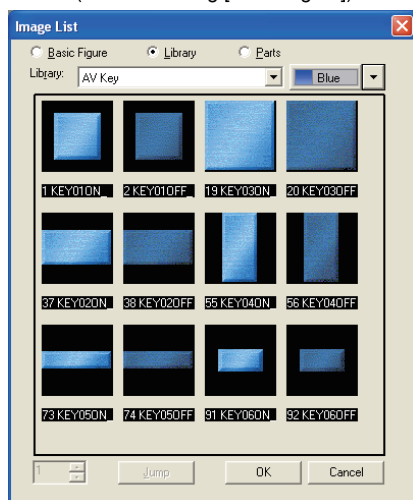 Image List
Basic Figure Library Parts
Library: AV Key Blue
1 KEY01ON_ 2 KEY01OFF_ 19 KEY03ON 20 KEY03OFF
37 KEY02ON_ 38 KEY02OFF 55 KEY04ON_ 56 KEY04OFF
73 KEY05ON_ 74 KEY05OFF 91 KEY06ON_ 92 KEY06OFF
1 Jump OK Cancel